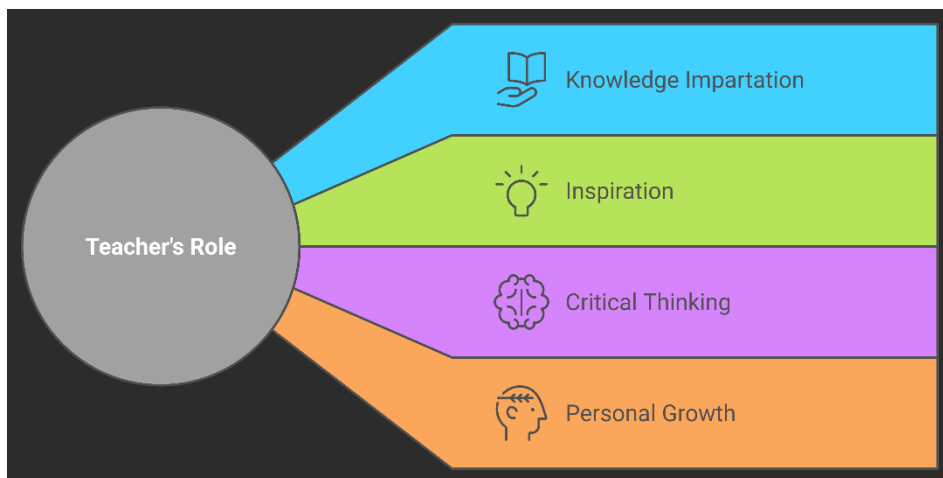 Knowledge Impartation
Inspiration
Teacher's Role
Critical Thinking
Personal Growth